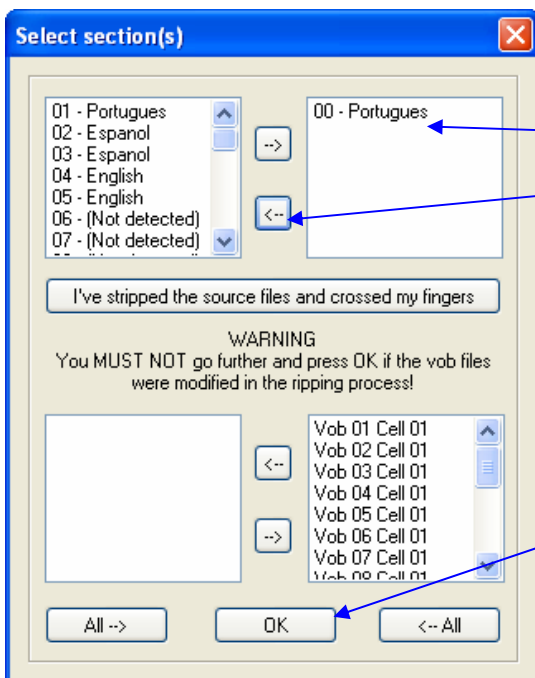 Select section(s)
01 - Portugues
02 - Espanol
03 - Espanol
04 - English
05 - English
06 - (Not detected)
07 - (Not detected)
-->
<--
00 - Portugues
I've stripped the source files and crossed my fingers
WARNING
You MUST NOT go further and press OK if the vob files
were modified in the ripping process!
<--
-->
Vob 01 Cell 01
Vob 02 Cell 01
Vob 03 Cell 01
Vob 04 Cell 01
Vob 05 Cell 01
Vob 06 Cell 01
Vob 07 Cell 01
Vob 08 Cell 01
All -->
OK
<-- All